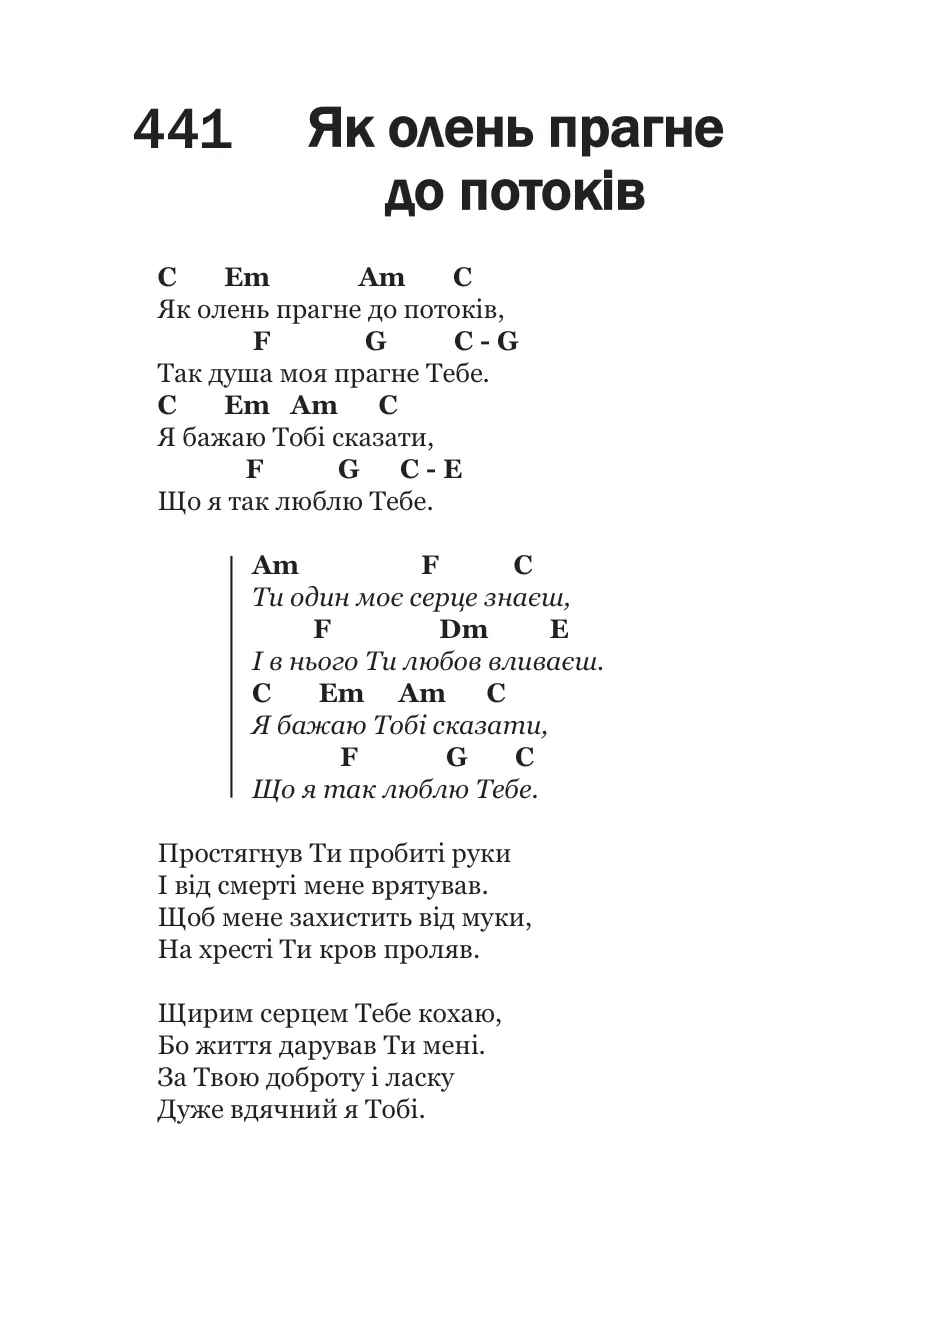 441 Як олень прагне
до потоків
C Em Am C
Як олень прагне до потоків,
F G C - G
Так душа моя прагне Тебе.
C Em Am C
Я бажаю Тобі сказати,
F G C - E
Що я так люблю Тебе.
Am F C
Ти один моє серце знаєш,
F Dm E
І в нього Ти любов вливаєш.
C Em Am C
Я бажаю Тобі сказати,
F G C
Що я так люблю Тебе.
Простягнув Ти пробиті руки
І від смерті мене врятував.
Щоб мене захистить від муки,
На хресті Ти кров проляв.
Щирим серцем Тебе кохаю,
Бо життя дарував Ти мені.
За Твою доброту і ласку
Дуже вдячний я Тобі.